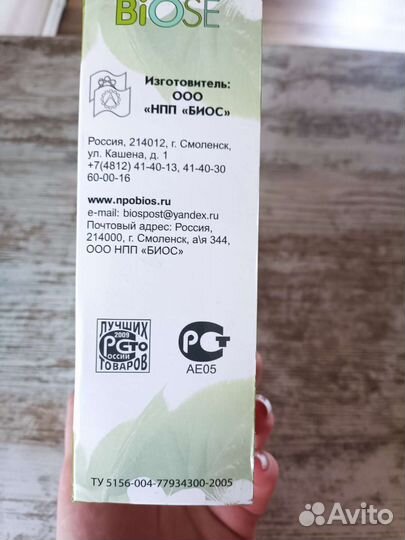 BiOSE
Изготовитель:
ООО
«НПП «БИОС»
Россия, 214012, г. Смоленск,
ул. Кашена, д. 1
+7(4812) 41-40-13, 41-40-30
60-00-16
www.npobios.ru
e-mail: biospost@yandex.ru
Почтовый адрес: Россия,
214000, г. Смоленск, а\я 344,
ООО НПП «БИОС»
ЛУЧШИХ
2009
СТО
РОССИИ
ТОВАРОВ
РСТ
АЕ05
ТУ 5156-004-77934300-2005
Avito